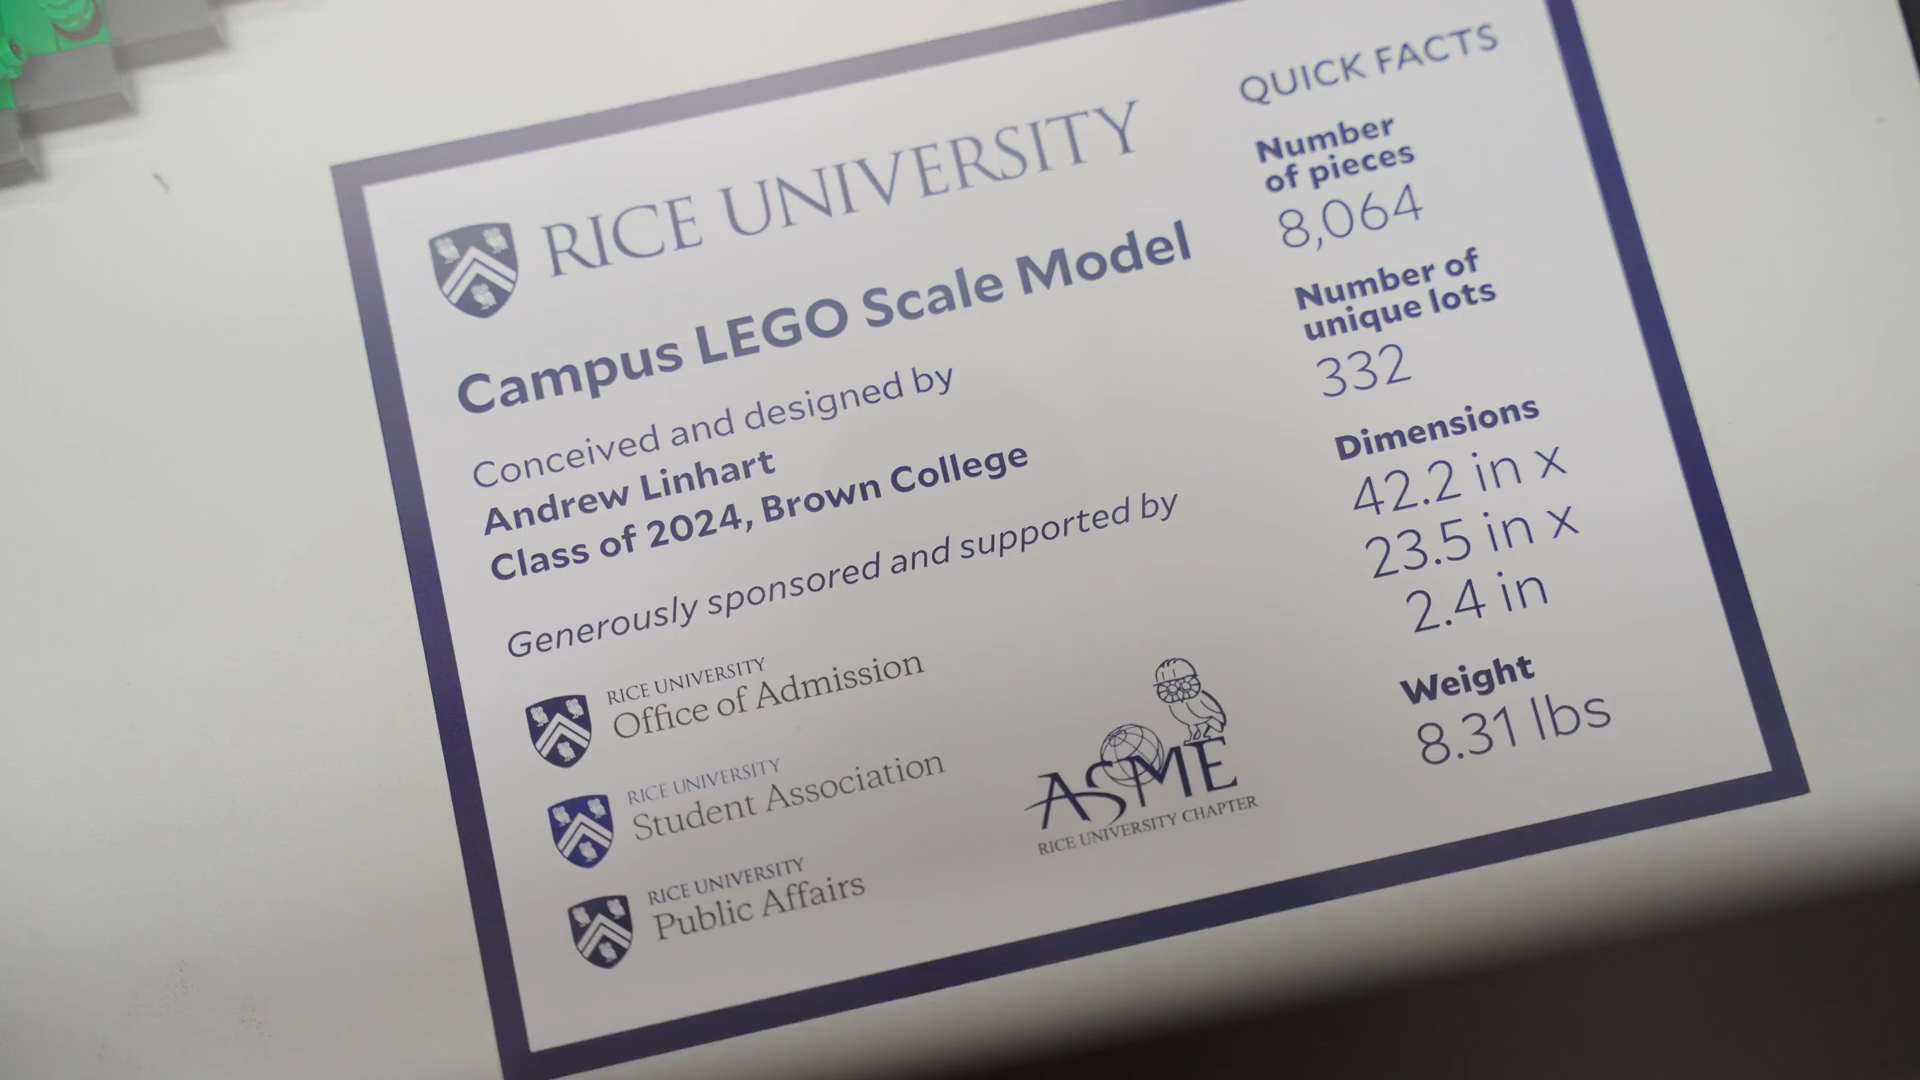 RICE UNIVERSITY
Campus LEGO Scale Model
Conceived and designed by
Andrew Linhart
Class of 2024, Brown College
Generously sponsored and supported by
RICE UNIVERSITY
Office of Admission
RICE UNIVERSITY
Student Association
RICE UNIVERSITY
Public Affairs
ASME
RICE UNIVERSITY CHAPTER
QUICK FACTS
Number
of pieces
8,064
Number of
unique lots
332
Dimensions
42.2 in x
23.5 in x
2.4 in
Weight
8.31 lbs